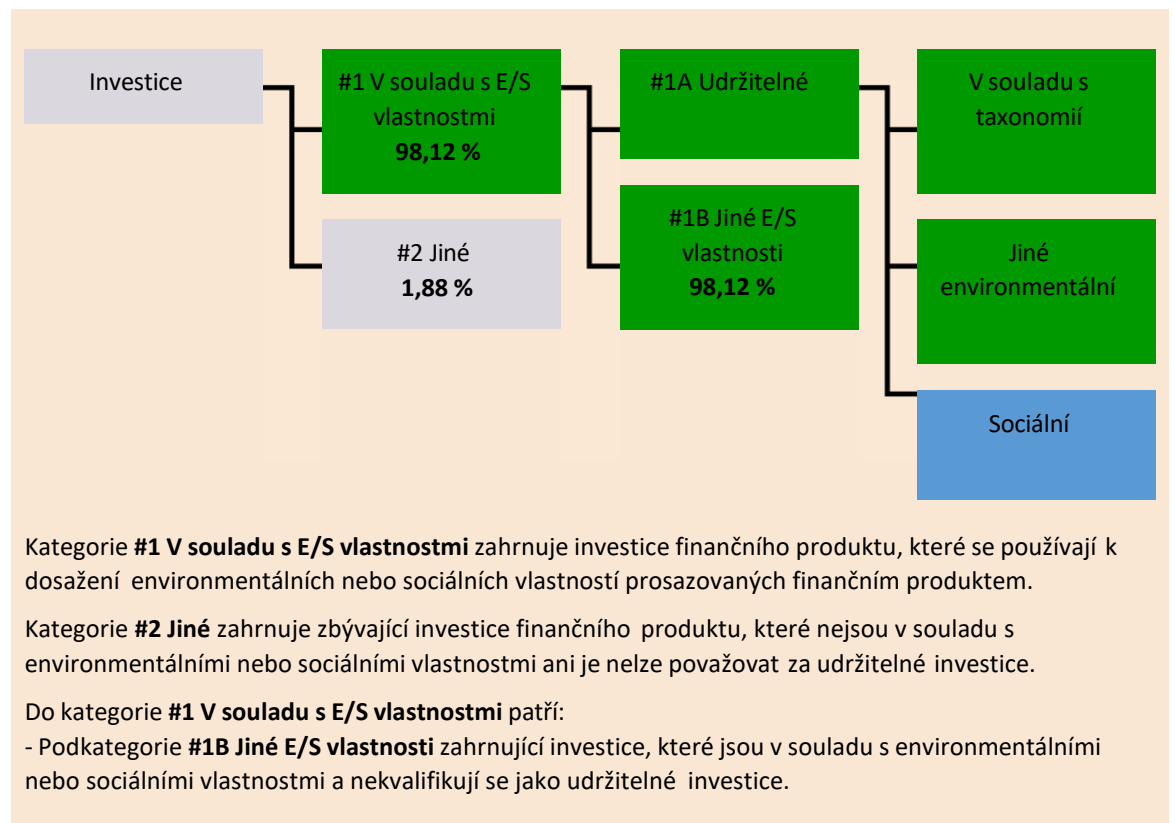 Investice
#1 V souladu s E/S
vlastnostmi
98,12 %
#2 Jiné
1,88 %
#1A Udržitelné
#1B Jiné E/S
vlastnosti
98,12 %
V souladu s
taxonomií
Jiné
environmentální
Sociální
Kategorie #1 V souladu s E/S vlastnostmi zahrnuje investice finančního produktu, které se používají k
dosažení environmentálních nebo sociálních vlastností prosazovaných finančním produktem.
Kategorie #2 Jiné zahrnuje zbývající investice finančního produktu, které nejsou v souladu s
environmentálními nebo sociálními vlastnostmi ani je nelze považovat za udržitelné investice.
Do kategorie #1 V souladu s E/S vlastnostmi patří:
- Podkategorie #1B Jiné E/S vlastnosti zahrnující investice, které jsou v souladu s environmentálními
nebo sociálními vlastnostmi a nekvalifikují se jako udržitelné investice.